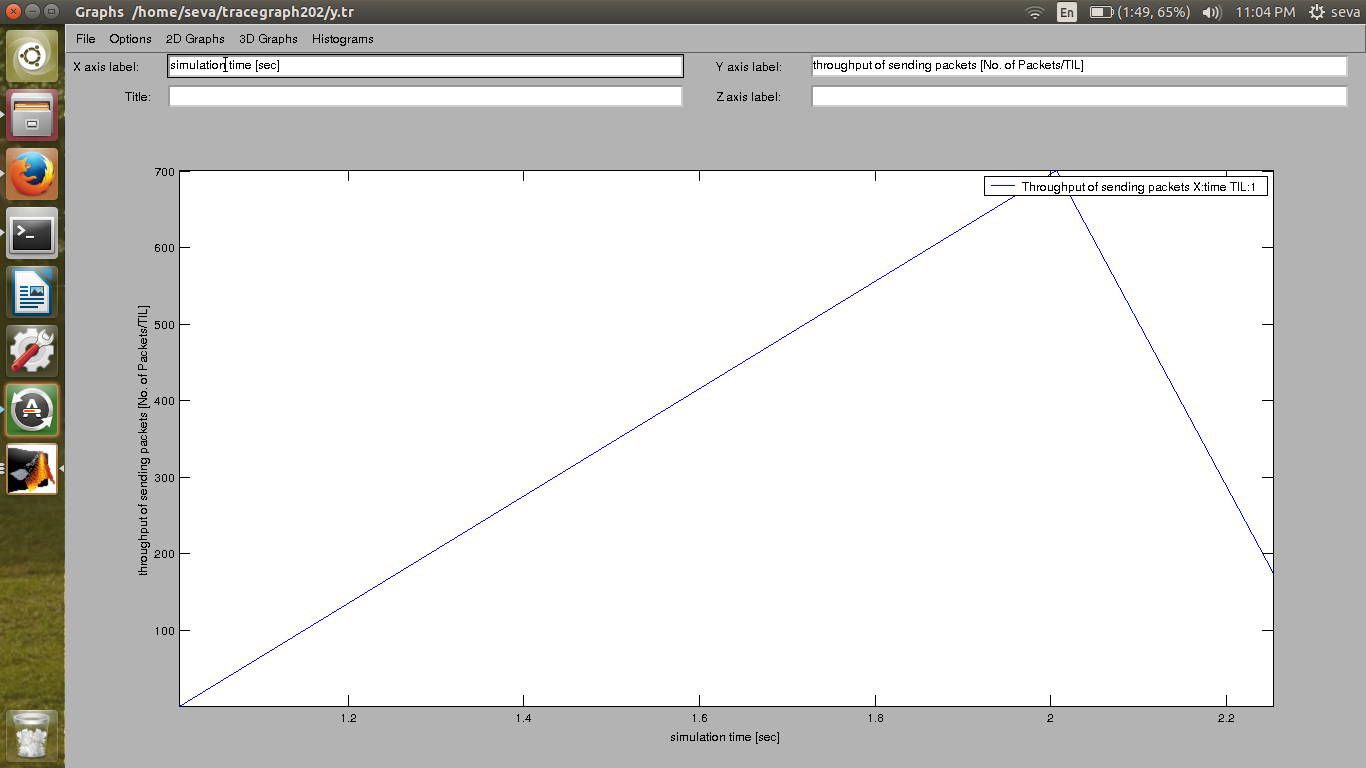 Graphs /home/seva/tracegraph202/y.tr
En (1:49, 65%) 11:04 PM seva
File Options 2D Graphs 3D Graphs Histograms
X axis label: simulation time [sec] Y axis label: throughput of sending packets [No. of Packets/TIL]
Title: Z axis label:
Throughput of sending packets X:time TIL:1
700
600
500
400
300
200
100
throughput of sending packets [No. of Packets/TIL]
1.2 1.4 1.6 1.8 2 2.2
simulation time [sec]